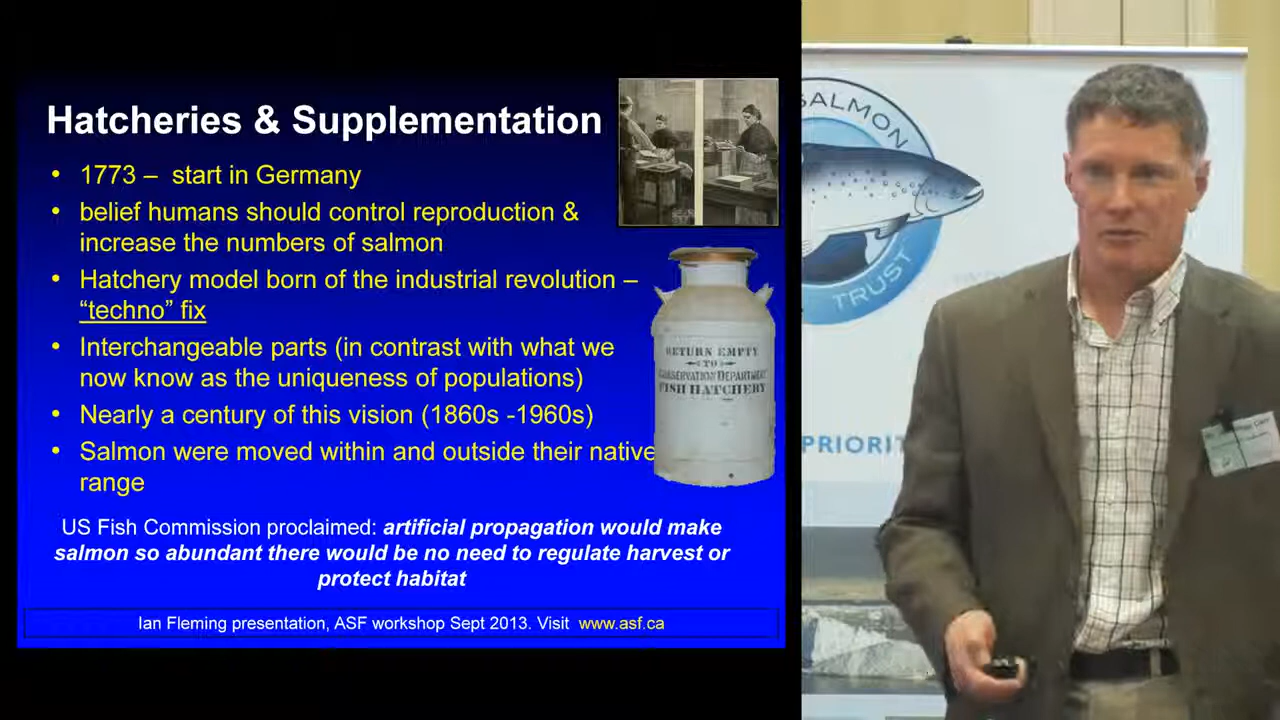 Hatcheries & Supplementation
• 1773 – start in Germany
• belief humans should control reproduction &
increase the numbers of salmon
• Hatchery model born of the industrial revolution –
“techno” fix
• Interchangeable parts (in contrast with what we
now know as the uniqueness of populations)
• Nearly a century of this vision (1860s -1960s)
• Salmon were moved within and outside their native
range
US Fish Commission proclaimed: artificial propagation would make
salmon so abundant there would be no need to regulate harvest or
protect habitat
Ian Fleming presentation, ASF workshop Sept 2013. Visit www.asf.ca
RETURN EMPTY
TO
CONSERVATION DEPARTMENT
FISH HATCHERY
SALMON
TRUST
PRIORIT